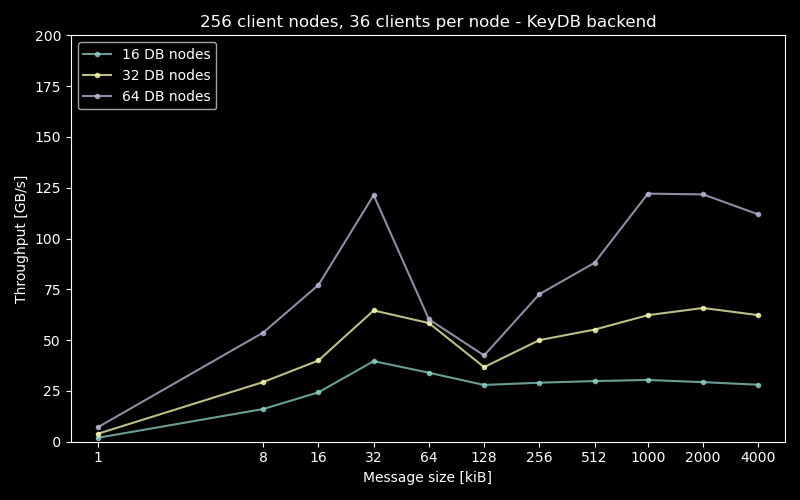 256 client nodes, 36 clients per node - KeyDB backend
200
175
150
125
100
75
50
25
0
Throughput [GB/s]
16 DB nodes
32 DB nodes
64 DB nodes
1 8 16 32 64 128 256 512 1000 2000 4000
Message size [kiB]